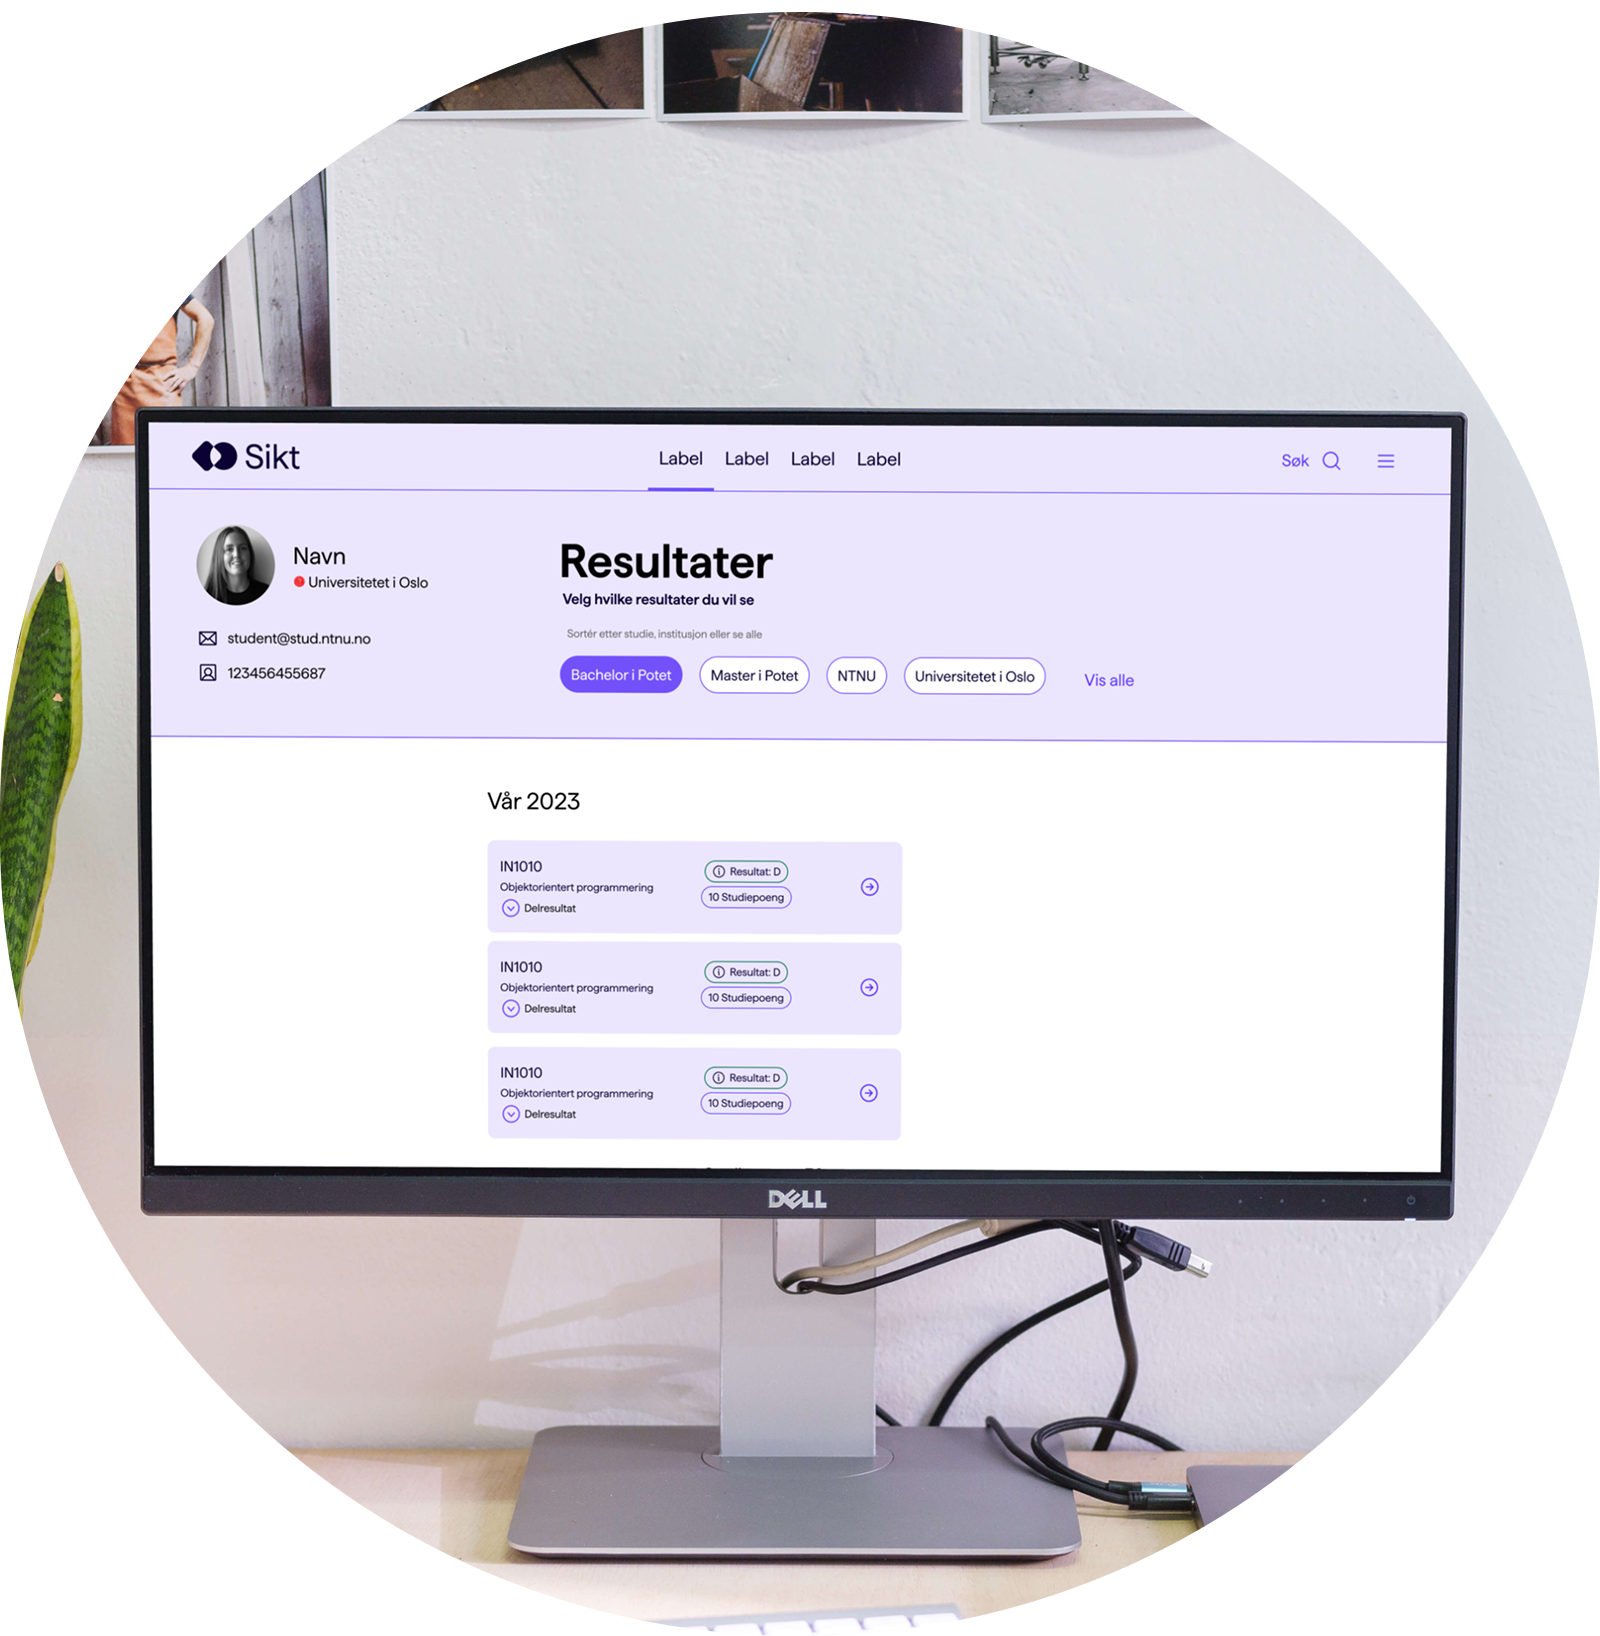 Sikt
Label Label Label Label
Søk
Navn
Universitetet i Oslo
student@stud.ntnu.no
123456455687
Resultater
Velg hvilke resultater du vil se
Sortér etter studie, institusjon eller se alle
Bachelor i Potet
Master i Potet
NTNU
Universitetet i Oslo
Vis alle
Vår 2023
IN1010
Objektorientert programmering
Delresultat
Resultat: D
10 Studiepoeng
IN1010
Objektorientert programmering
Delresultat
Resultat: D
10 Studiepoeng
IN1010
Objektorientert programmering
Delresultat
Resultat: D
10 Studiepoeng
DELL